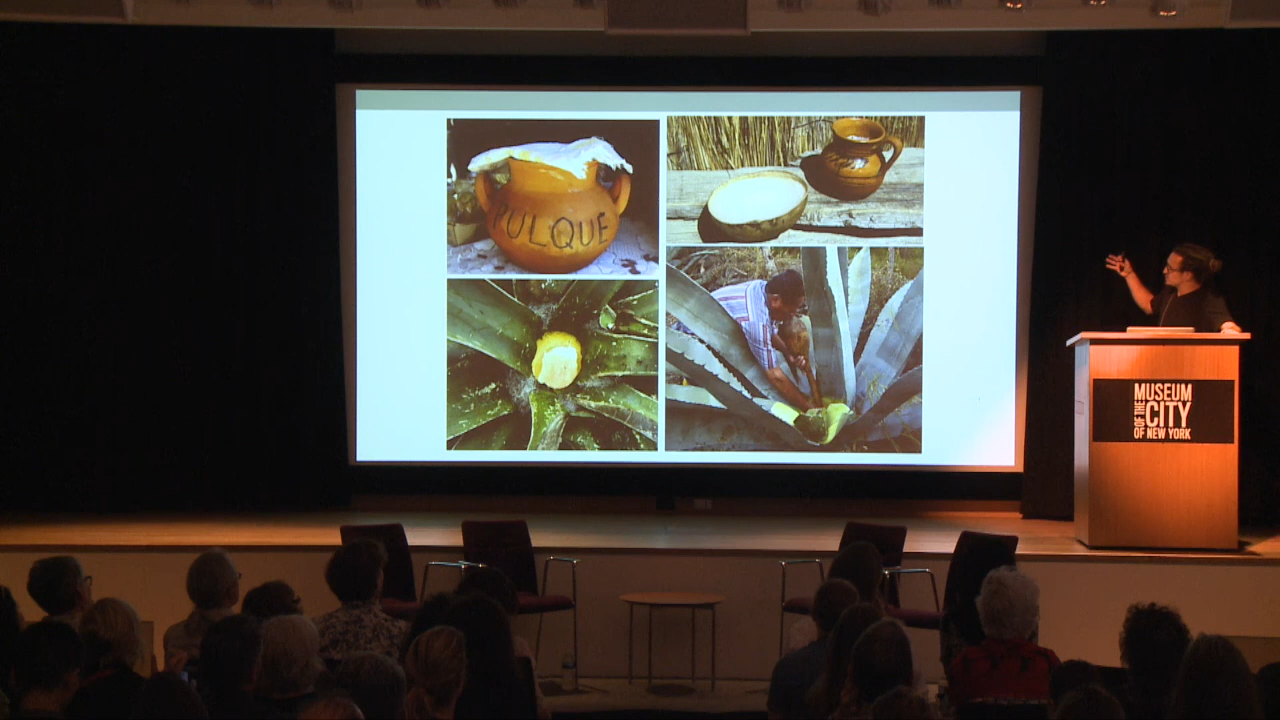 PULQUE
MUSEUM
OF THE
CITY
OF NEW YORK